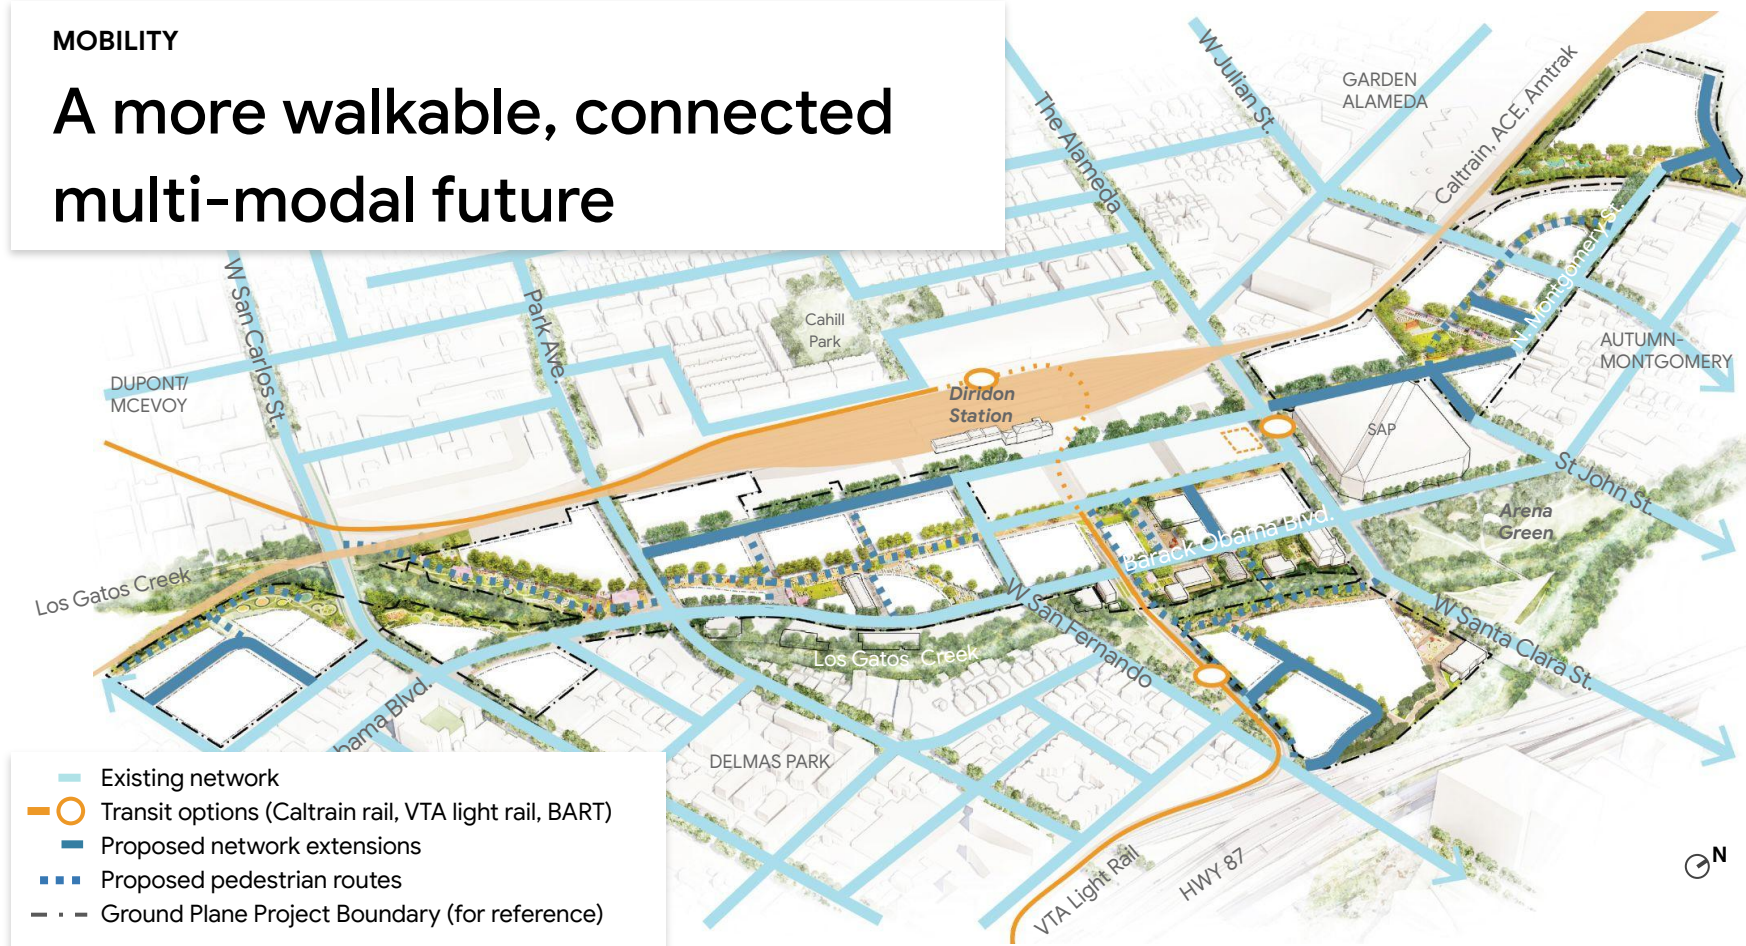 MOBILITY
A more walkable, connected
multi-modal future
W Julian St.
GARDEN
ALAMEDA
Caltrain, ACE, Amtrak
The Alameda
N. Montgomery St.
W San Carlos St.
Park Ave.
Cahill
Park
AUTUMN-
MONTGOMERY
DUPONT/
MCEVOY
Diridon
Station
SAP
St John St.
Arena
Green
Barack Obama Blvd.
Los Gatos Creek
W San Fernando
W Santa Clara St.
Los Gatos Creek
bama Blvd.
DELMAS PARK
VTA Light Rail
HWY 87
N
Existing network
Transit options (Caltrain rail, VTA light rail, BART)
Proposed network extensions
Proposed pedestrian routes
Ground Plane Project Boundary (for reference)